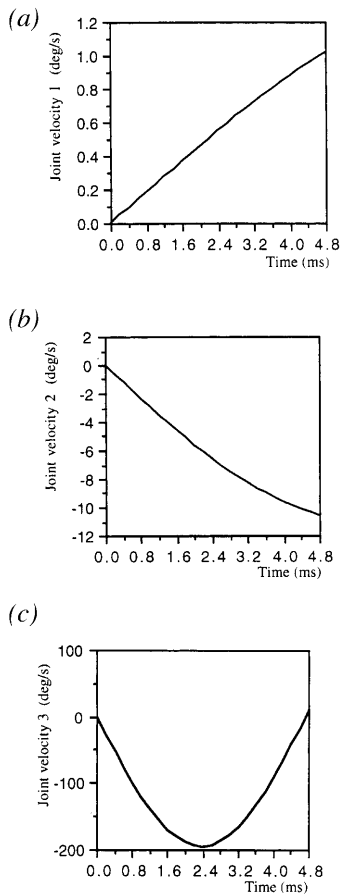 (a)
Joint velocity 1 (deg/s)
1.2
1.0
0.8
0.6
0.4
0.2
0.0
0.0 0.8 1.6 2.4 3.2 4.0 4.8
Time (ms)
(b)
Joint velocity 2 (deg/s)
2
0
-2
-4
-6
-8
-10
-12
0.0 0.8 1.6 2.4 3.2 4.0 4.8
Time (ms)
(c)
Joint velocity 3 (deg/s)
100
0
-100
-200
0.0 0.8 1.6 2.4 3.2 4.0 4.8
Time (ms)